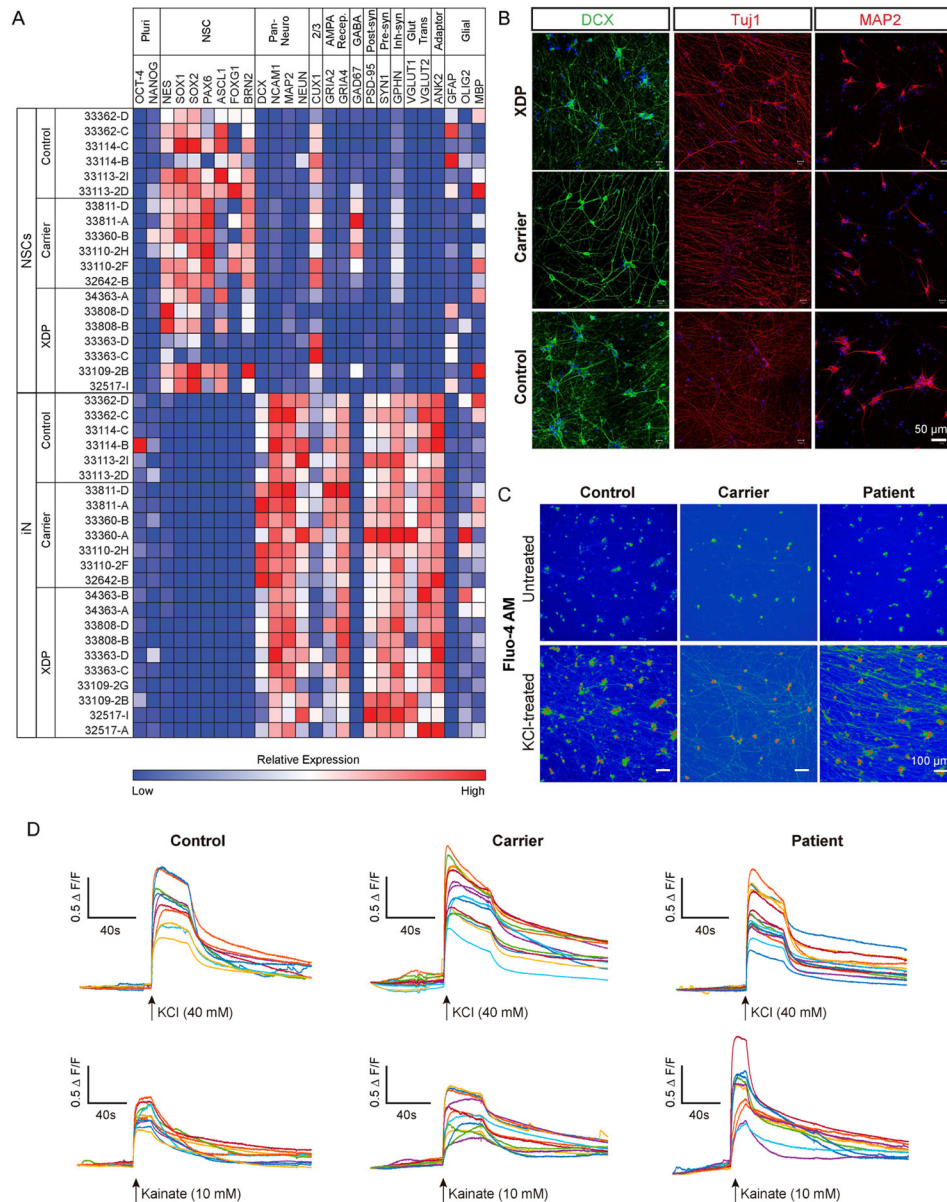 A
Pluri
NSC
Pan-
Neuro
2/3
AMPA
Recep.
GABA
Post-syn
Pre-syn
Inh-syn
Glut
Trans
Adaptor
Glial
OCT-4
NANOG
NES
SOX1
SOX2
PAX6
ASCL1
FOXG1
BRN2
DCX
NCAM1
MAP2
NEUN
CUX1
GRIA2
GRIA4
GAD67
PSD-95
SYN1
GPHN
VGLUT1
VGLUT2
ANK2
GFAP
OLIG2
MBP
NSCs
Control
33362-D
33362-C
33114-C
33114-B
33113-2I
33113-2D
Carrier
33811-D
33811-A
33360-B
33110-2H
33110-2F
32642-B
XDP
34363-A
33808-D
33808-B
33363-D
33363-C
33109-2B
32517-I
iN
Control
33362-D
33362-C
33114-C
33114-B
33113-2I
33113-2D
Carrier
33811-D
33811-A
33360-B
33360-A
33110-2H
33110-2F
32642-B
XDP
34363-B
34363-A
33808-D
33808-B
33363-D
33363-C
33109-2G
33109-2B
32517-I
32517-A
Relative Expression
Low High
B
DCX Tuj1 MAP2
XDP
Carrier
Control
50 µm
C
Control Carrier Patient
Fluo-4 AM
Untreated
KCl-treated
100 µm
D
Control Carrier Patient
0.5 Δ F/F
40s
KCl (40 mM)
0.5 Δ F/F
40s
KCl (40 mM)
0.5 Δ F/F
40s
KCl (40 mM)
0.5 Δ F/F
40s
Kainate (10 mM)
0.5 Δ F/F
40s
Kainate (10 mM)
0.5 Δ F/F
40s
Kainate (10 mM)